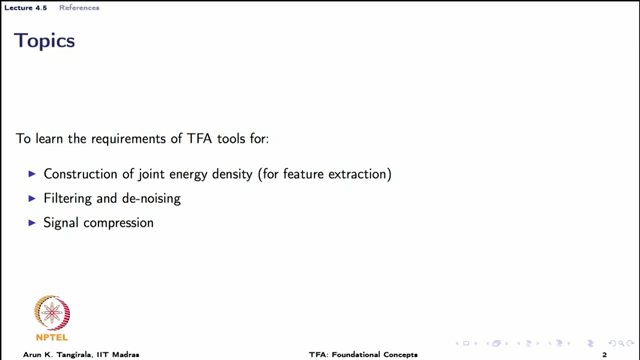 Lecture 4.5 References
Topics
To learn the requirements of TFA tools for:
Construction of joint energy density (for feature extraction)
Filtering and de-noising
Signal compression
NPTEL
Arun K. Tangirala, IIT Madras TFA: Foundational Concepts 2